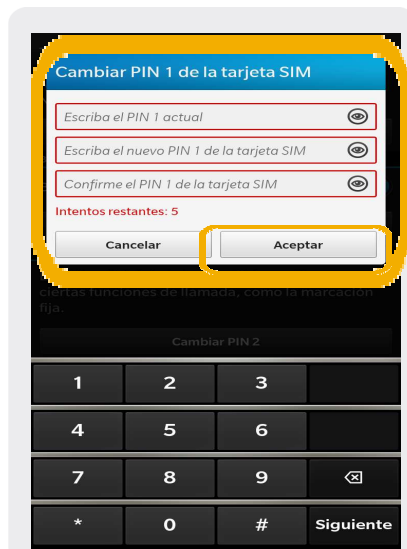 Cambiar PIN 1 de la tarjeta SIM
Escriba el PIN 1 actual
Escriba el nuevo PIN 1 de la tarjeta SIM
Confirme el PIN 1 de la tarjeta SIM
Intentos restantes: 5
Cancelar Aceptar
ciertas funciones de llamada, como la marcación
fija.
Cambiar PIN 2
1 2 3
4 5 6
7 8 9
* 0 # Siguiente